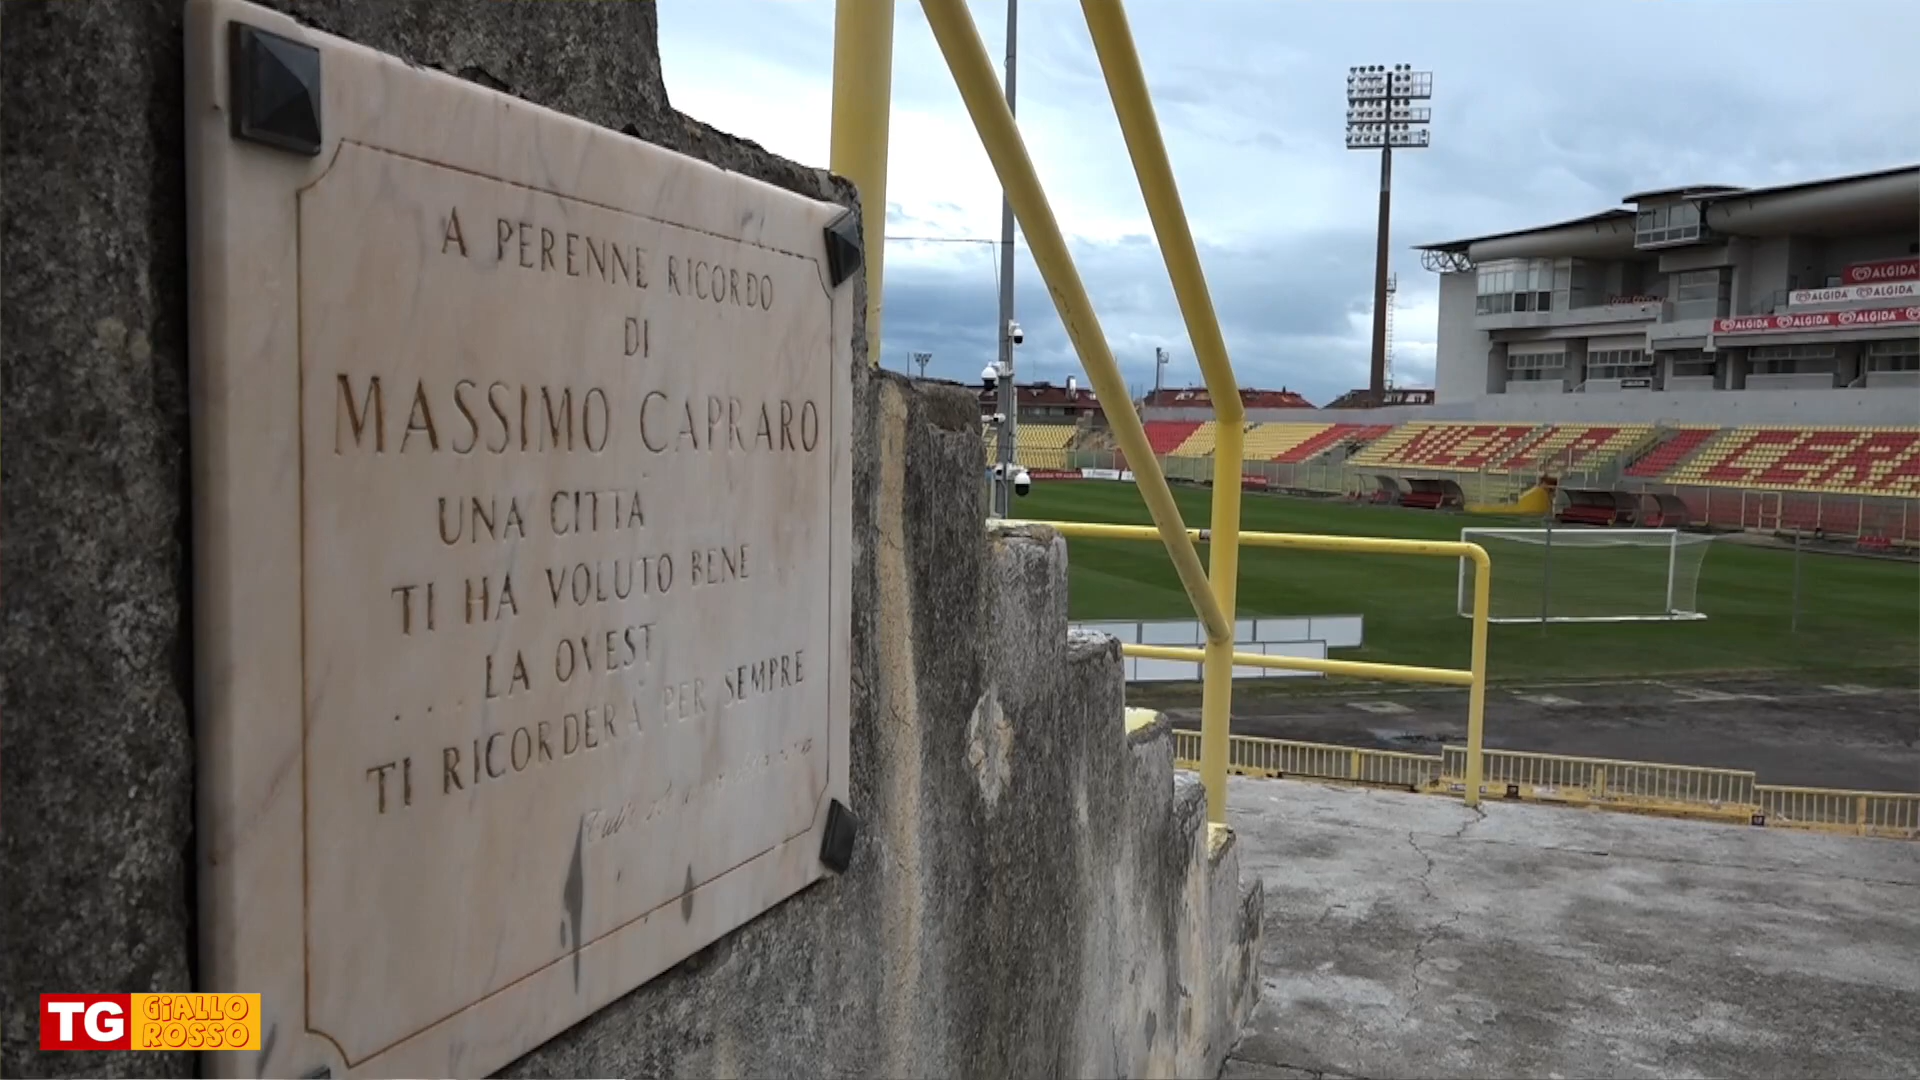 A PERENNE RICORDO
DI
MASSIMO CAPRARO
UNA CITTA
TI HA VOLUTO BENE
... LA OVEST
TI RICORDERÀ PER SEMPRE
ALGIDA
ALGIDA ALGIDA
ALGIDA ALGIDA ALGIDA
TG GIALLO
ROSSO